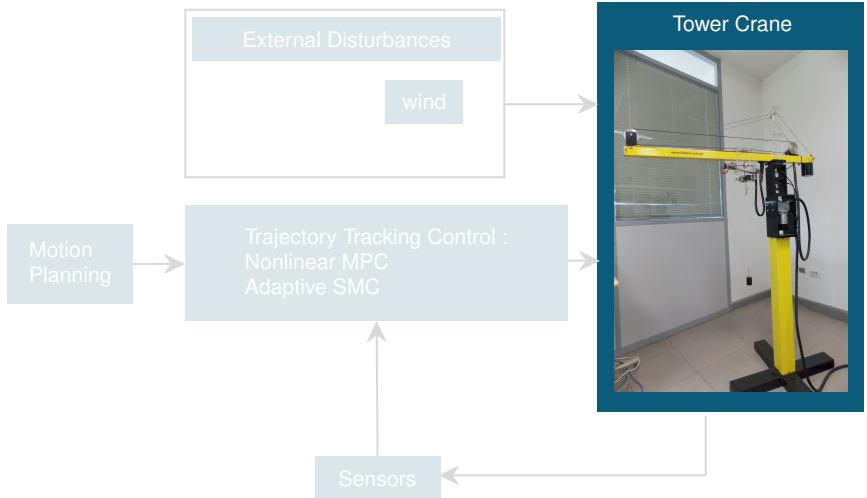 External Disturbances
wind
Tower Crane
Motion
Planning
Trajectory Tracking Control :
Nonlinear MPC
Adaptive SMC
Sensors